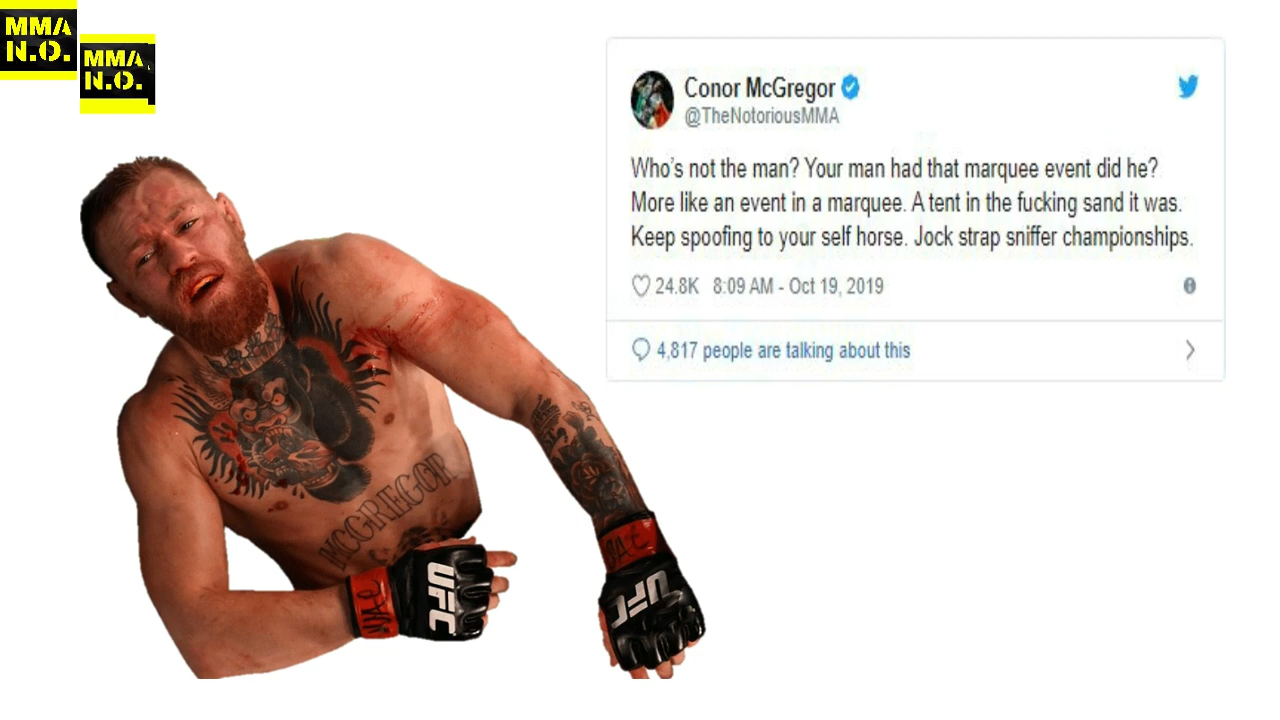 MMA
N.O.
MMA
N.O.
Conor McGregor
@TheNotoriousMMA
Who's not the man? Your man had that marquee event did he?
More like an event in a marquee. A tent in the fucking sand it was.
Keep spoofing to your self horse. Jock strap sniffer championships.
24.8K 8:09 AM - Oct 19, 2019
4,817 people are talking about this
MCGREGOR
UFC
UFC